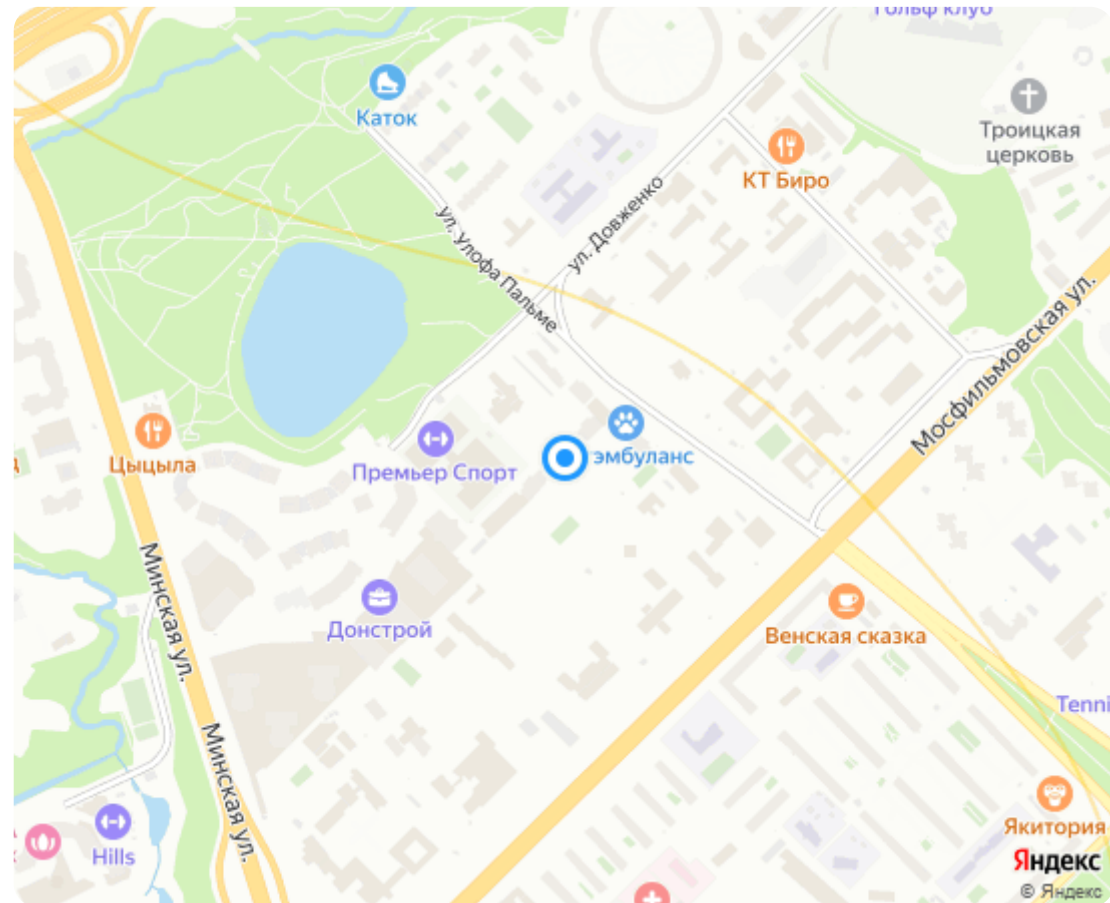 Гольф клуб
Каток
Троицкая
церковь
КТ Биро
ул. Довженко
ул. Улофа Пальме
Мосфильмовская ул.
Цыцыла
Премьер Спорт
эмбуланс
Минская ул.
Донстрой
Венская сказка
Tenni
Минская ул.
Hills
Якитория
Яндекс
© Яндекс